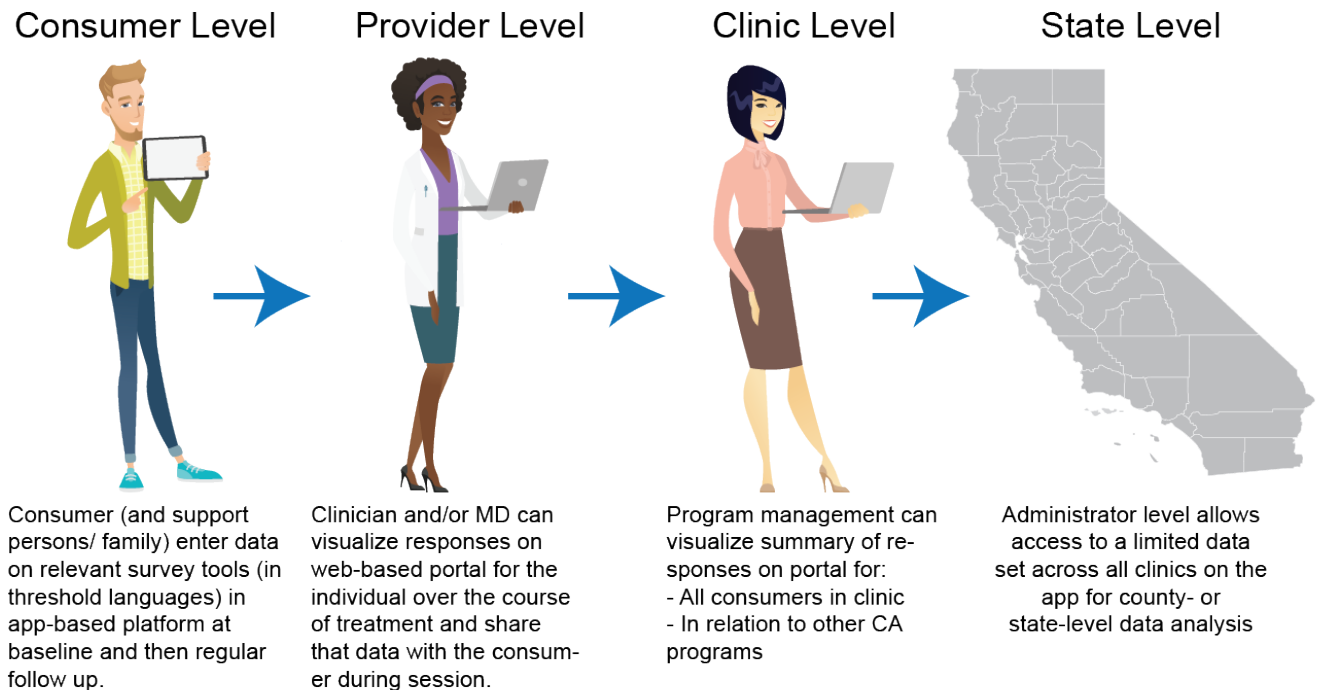 Consumer Level
Provider Level
Clinic Level
State Level
Consumer (and support
persons/ family) enter data
on relevant survey tools (in
threshold languages) in
app-based platform at
baseline and then regular
follow up.
Clinician and/or MD can
visualize responses on
web-based portal for the
individual over the course
of treatment and share
that data with the consum-
er during session.
Program management can
visualize summary of re-
sponses on portal for:
- All consumers in clinic
- In relation to other CA
programs
Administrator level allows
access to a limited data
set across all clinics on the
app for county- or
state-level data analysis